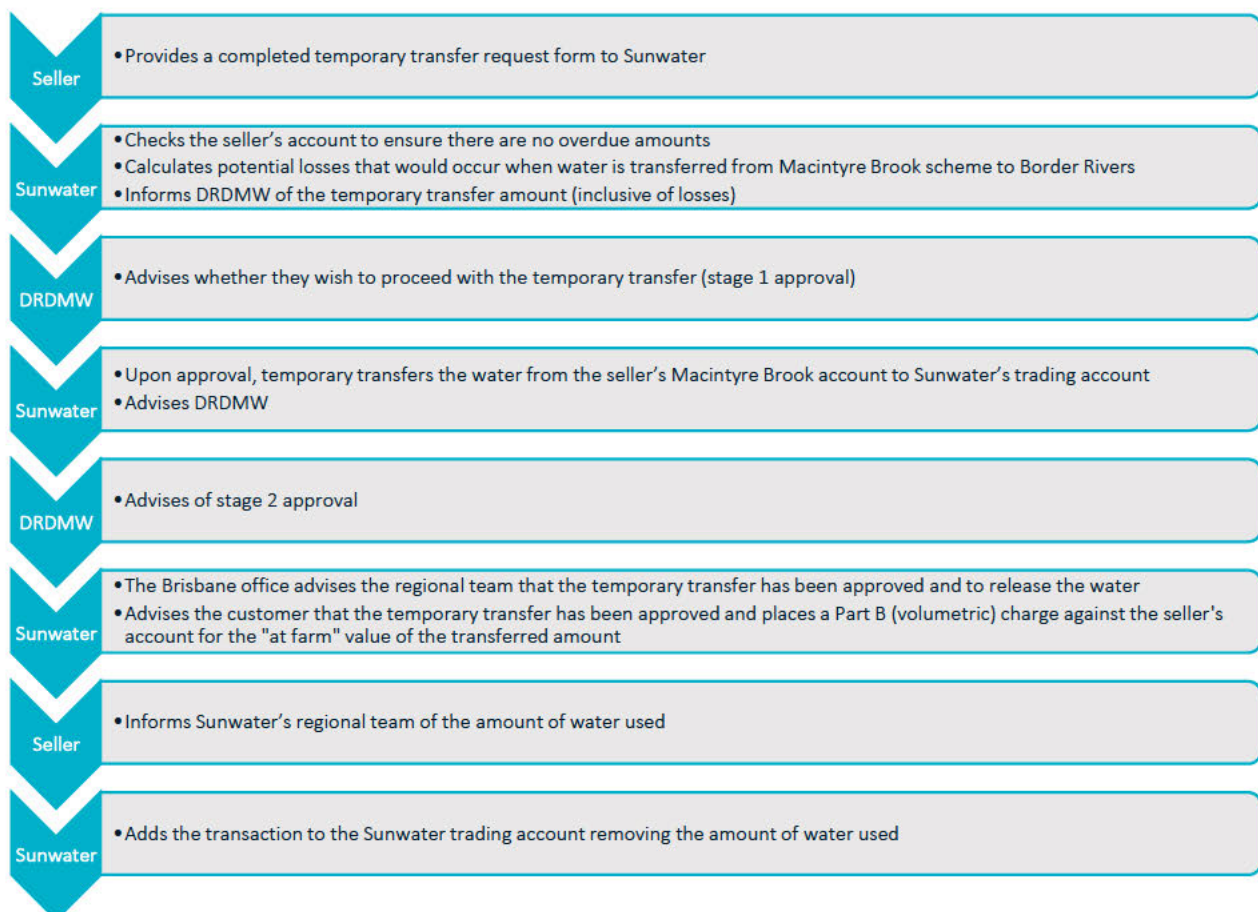 Seller
•Provides a completed temporary transfer request form to Sunwater
Sunwater
•Checks the seller’s account to ensure there are no overdue amounts
•Calculates potential losses that would occur when water is transferred from Macintyre Brook scheme to Border Rivers
•Informs DRDMW of the temporary transfer amount (inclusive of losses)
DRDMW
•Advises whether they wish to proceed with the temporary transfer (stage 1 approval)
Sunwater
•Upon approval, temporary transfers the water from the seller’s Macintyre Brook account to Sunwater’s trading account
•Advises DRDMW
DRDMW
•Advises of stage 2 approval
Sunwater
•The Brisbane office advises the regional team that the temporary transfer has been approved and to release the water
•Advises the customer that the temporary transfer has been approved and places a Part B (volumetric) charge against the seller's
account for the "at farm" value of the transferred amount
Seller
•Informs Sunwater’s regional team of the amount of water used
Sunwater
•Adds the transaction to the Sunwater trading account removing the amount of water used